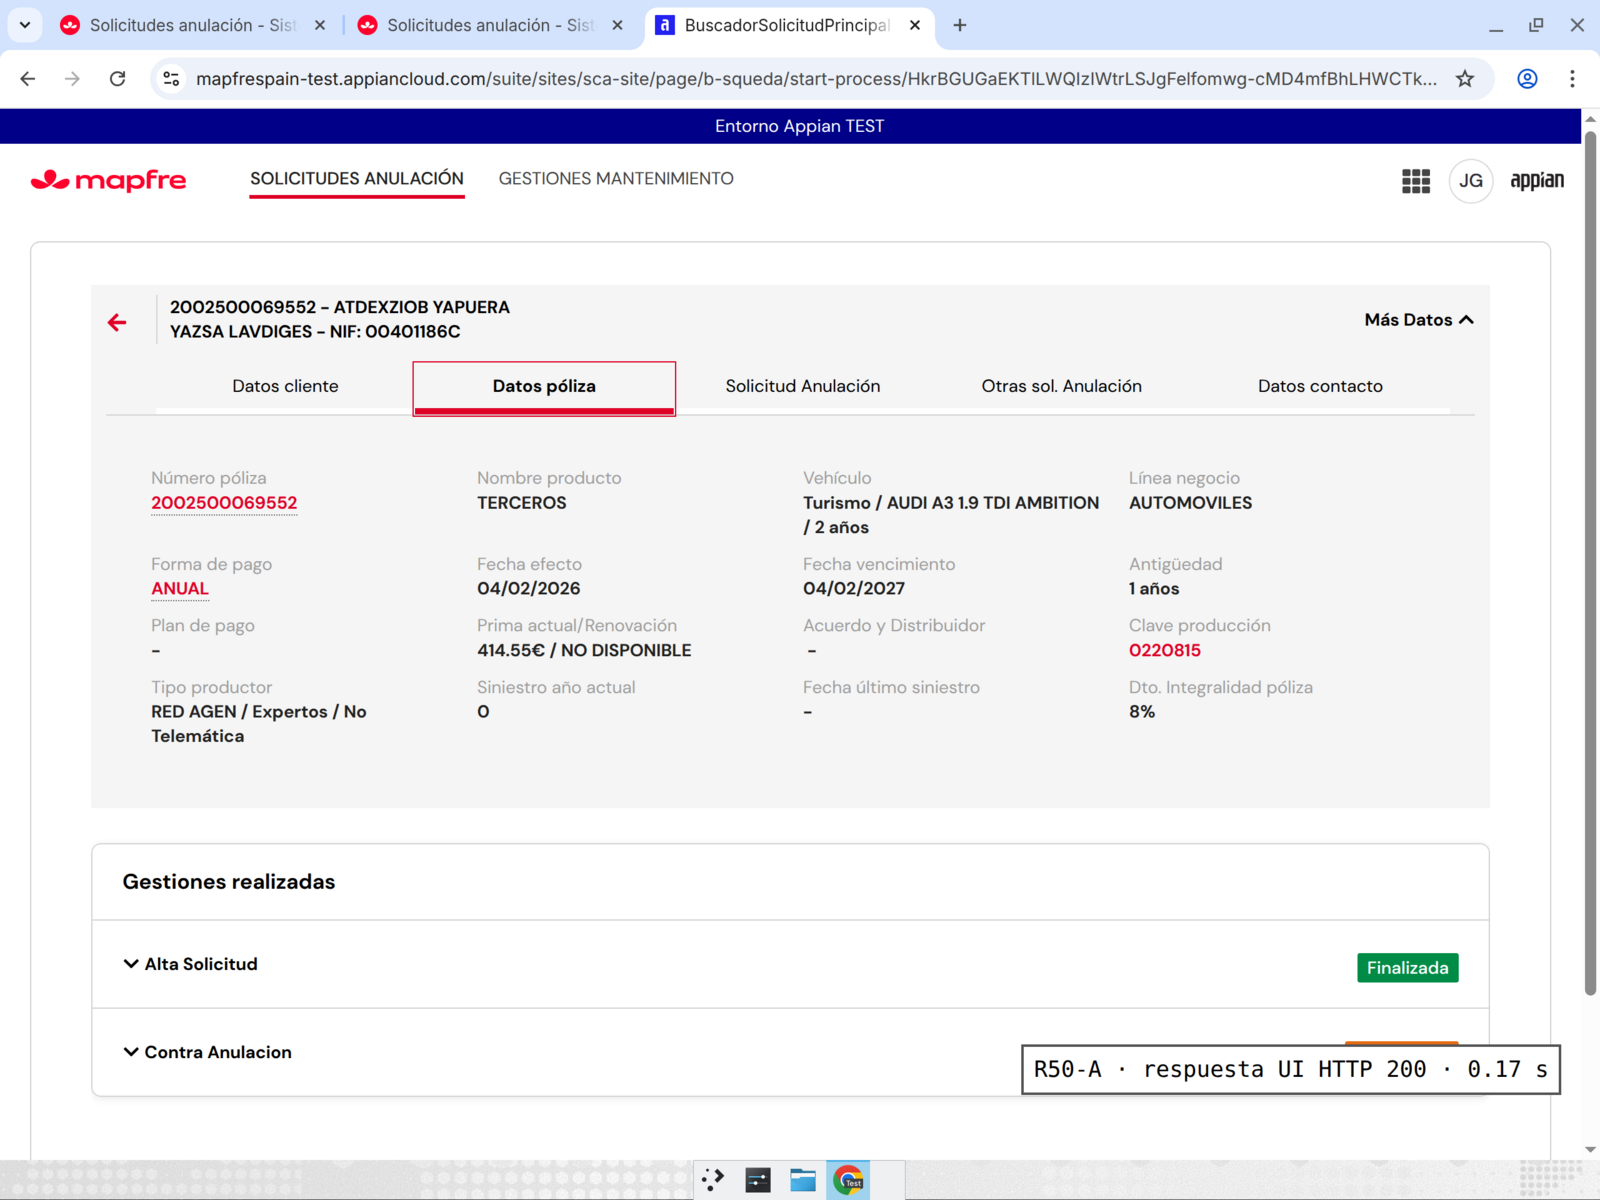 Solicitudes anulación - Sist
Solicitudes anulación - Sist
BuscadorSolicitudPrincipal
mapfrespain-test.appiancloud.com/suite/sites/sca-site/page/b-squeda/start-process/HkrBGUGaEKTlLWQIzIWtrLSJgFelfomwg-cMD4mfBhLHWCTk...
Entorno Appian TEST
mapfre
SOLICITUDES ANULACIÓN
GESTIONES MANTENIMIENTO
JG
appian
2002500069552 - ATDEXZIOB YAPUERA
YAZSA LAVDIGES - NIF: 00401186C
Más Datos
Datos cliente
Datos póliza
Solicitud Anulación
Otras sol. Anulación
Datos contacto
Número póliza
2002500069552
Nombre producto
TERCEROS
Vehículo
Turismo / AUDI A3 1.9 TDI AMBITION
/ 2 años
Línea negocio
AUTOMOVILES
Forma de pago
ANUAL
Fecha efecto
04/02/2026
Fecha vencimiento
04/02/2027
Antigüedad
1 años
Plan de pago
-
Prima actual/Renovación
414.55€ / NO DISPONIBLE
Acuerdo y Distribuidor
-
Clave producción
0220815
Tipo productor
RED AGEN / Expertos / No
Telemática
Siniestro año actual
0
Fecha último siniestro
-
Dto. Integralidad póliza
8%
Gestiones realizadas
Alta Solicitud
Finalizada
Contra Anulacion
R50-A · respuesta UI HTTP 200 · 0.17 s
Test